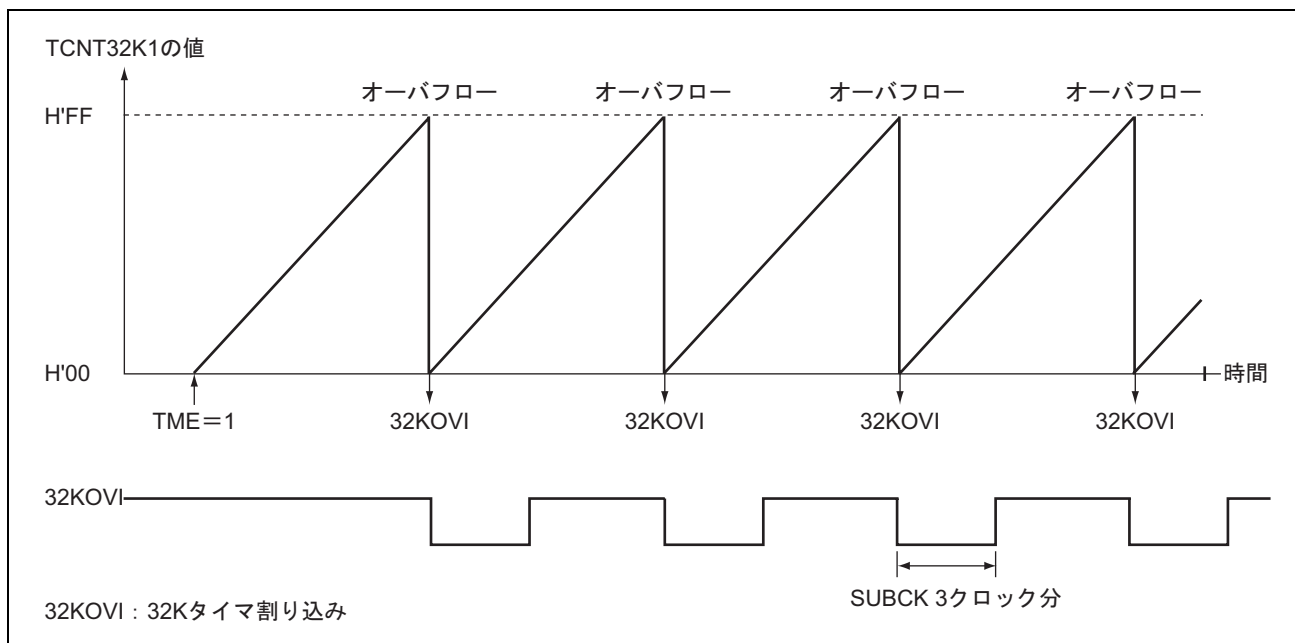 TCNT32K1の値
オーバフロー オーバフロー オーバフロー オーバフロー
H'FF
H'00 時間
TME＝1 32KOVI 32KOVI 32KOVI 32KOVI
32KOVI
SUBCK 3クロック分
32KOVI：32Kタイマ割り込み